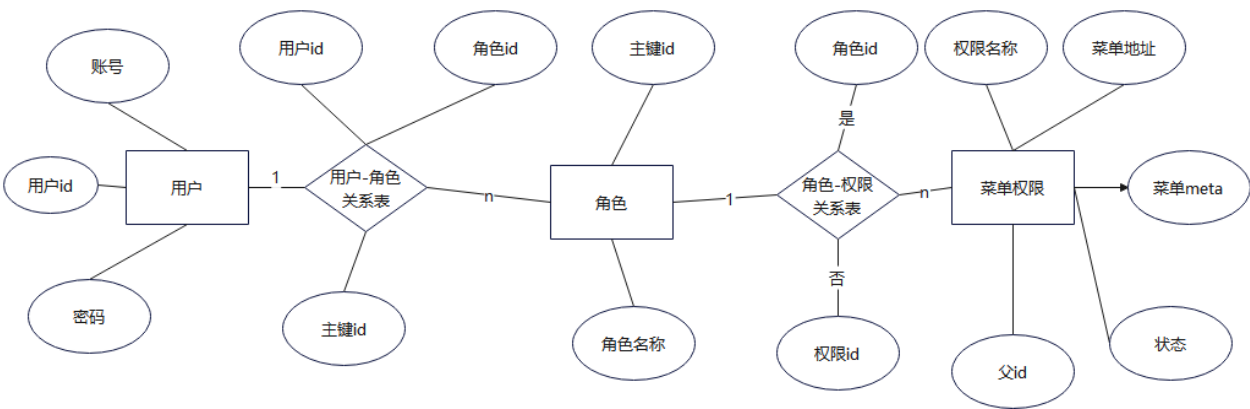 用户id
角色id
主键id
角色id
权限名称
菜单地址
账号
是
用户id
用户
1
用户-角色
关系表
n
角色
1
角色-权限
关系表
n
菜单权限
菜单meta
否
密码
主键id
角色名称
权限id
父id
状态